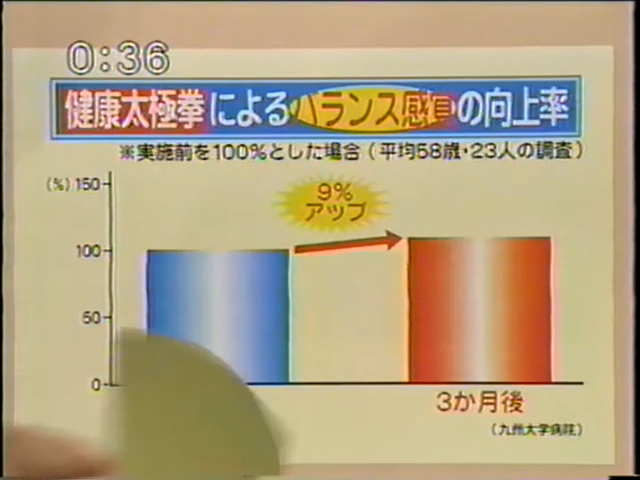 0:36
健康太極拳によるバランス感覚の向上率
※実施前を100%とした場合(平均58歳・23人の調査)
(%)
150
9%
アップ
100
50
0
3か月後
(九州大学病院)